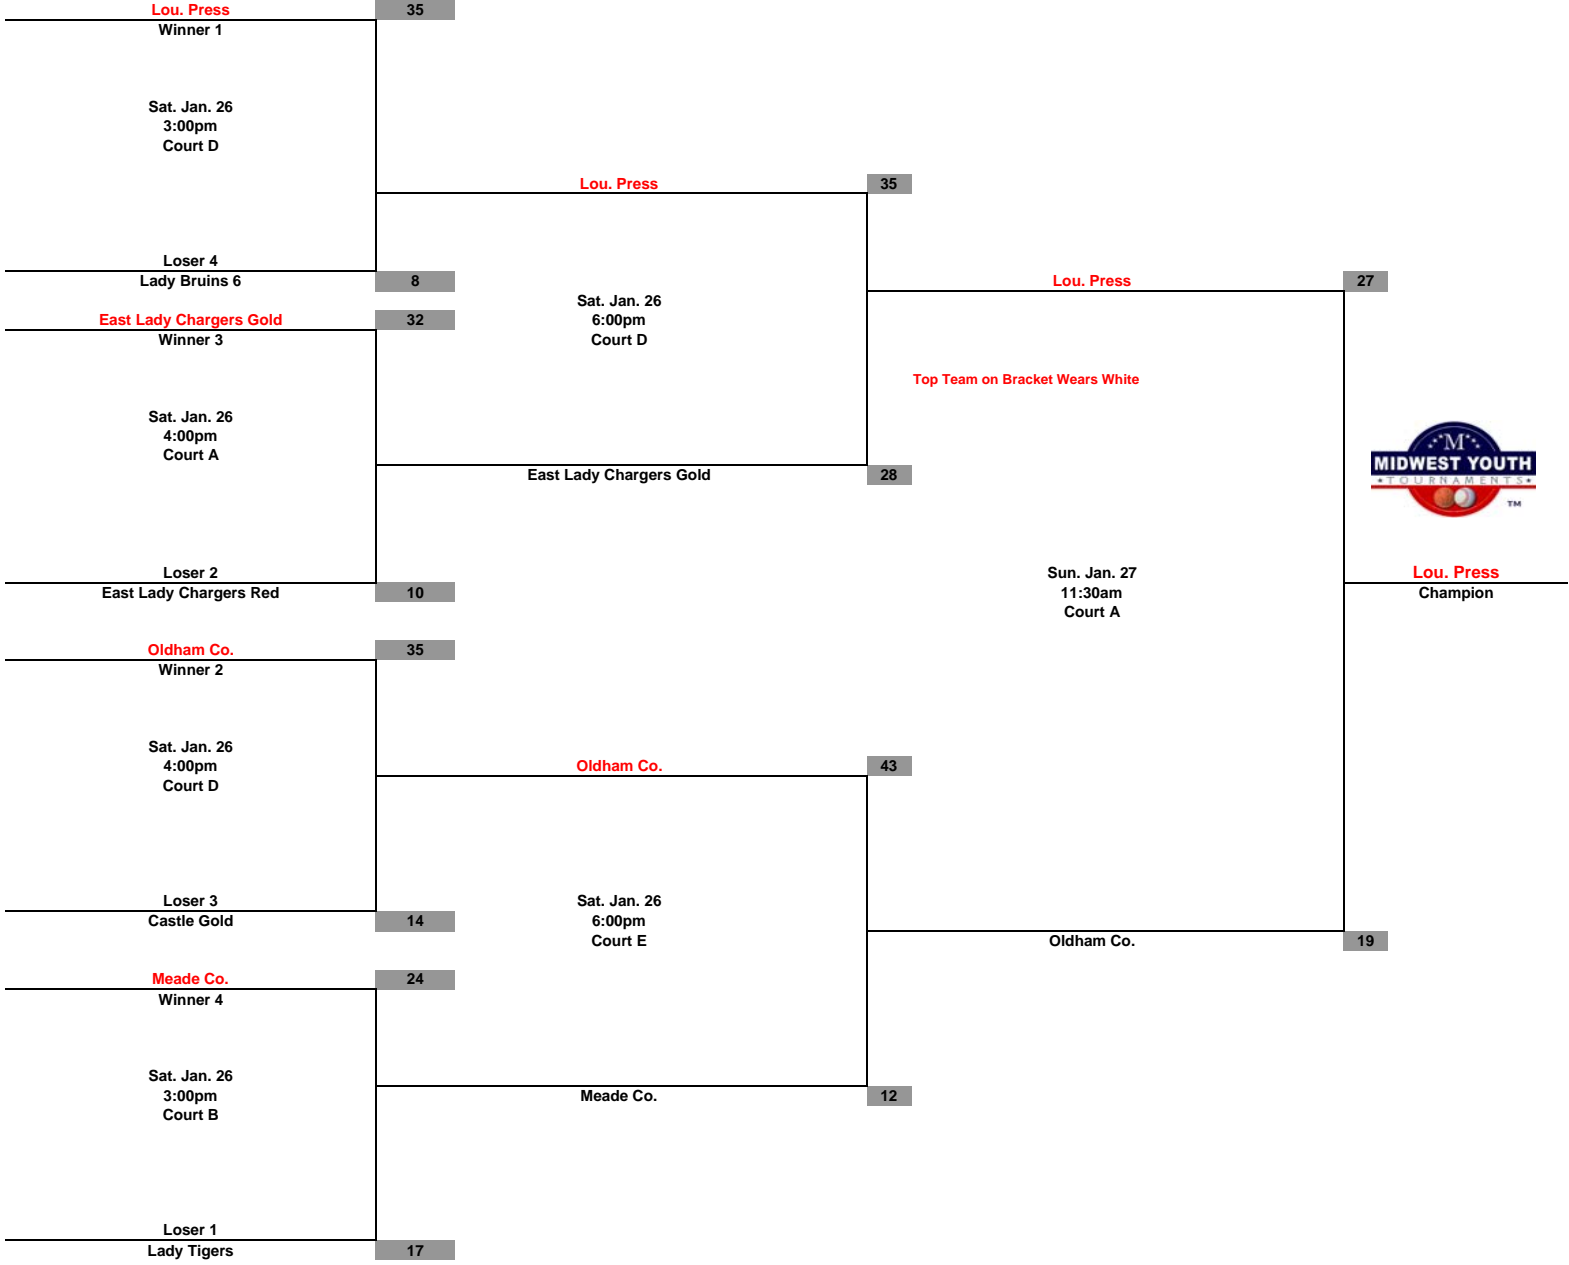 Lou. Press 35
Winner 1
Sat. Jan. 26
3:00pm
Court D
Lou. Press 35
Loser 4
Lady Bruins 6 8
Lou. Press 27
Sat. Jan. 26
6:00pm
Court D
East Lady Chargers Gold 32
Winner 3
Top Team on Bracket Wears White
Sat. Jan. 26
4:00pm
Court A
M
MIDWEST YOUTH
TOURNAMENTS
TM
East Lady Chargers Gold 28
Loser 2
East Lady Chargers Red 10
Sun. Jan. 27
11:30am
Court A
Lou. Press
Champion
Oldham Co. 35
Winner 2
Sat. Jan. 26
4:00pm
Court D
Oldham Co. 43
Loser 3
Castle Gold 14
Sat. Jan. 26
6:00pm
Court E
Oldham Co. 19
Meade Co. 24
Winner 4
Sat. Jan. 26
3:00pm
Court B
Meade Co. 12
Loser 1
Lady Tigers 17